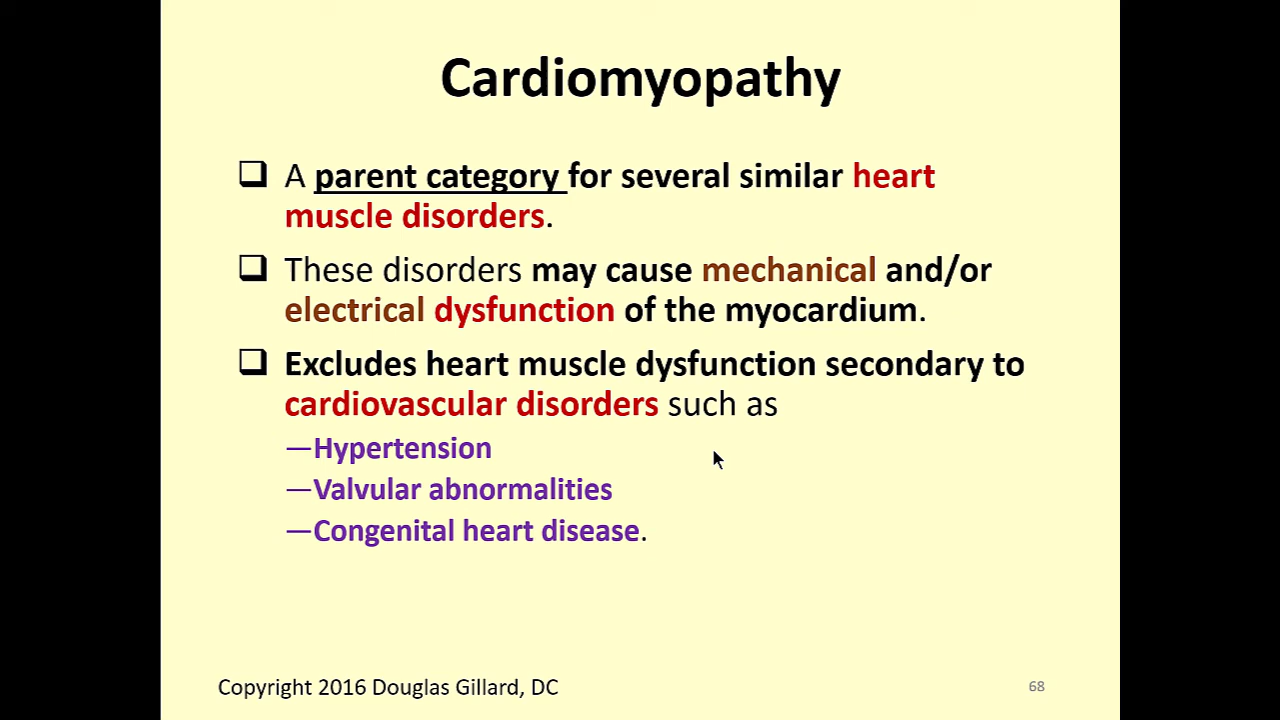 Cardiomyopathy
❑ A parent category for several similar heart
muscle disorders.
❑ These disorders may cause mechanical and/or
electrical dysfunction of the myocardium.
❑ Excludes heart muscle dysfunction secondary to
cardiovascular disorders such as
—Hypertension
—Valvular abnormalities
—Congenital heart disease.
Copyright 2016 Douglas Gillard, DC
68